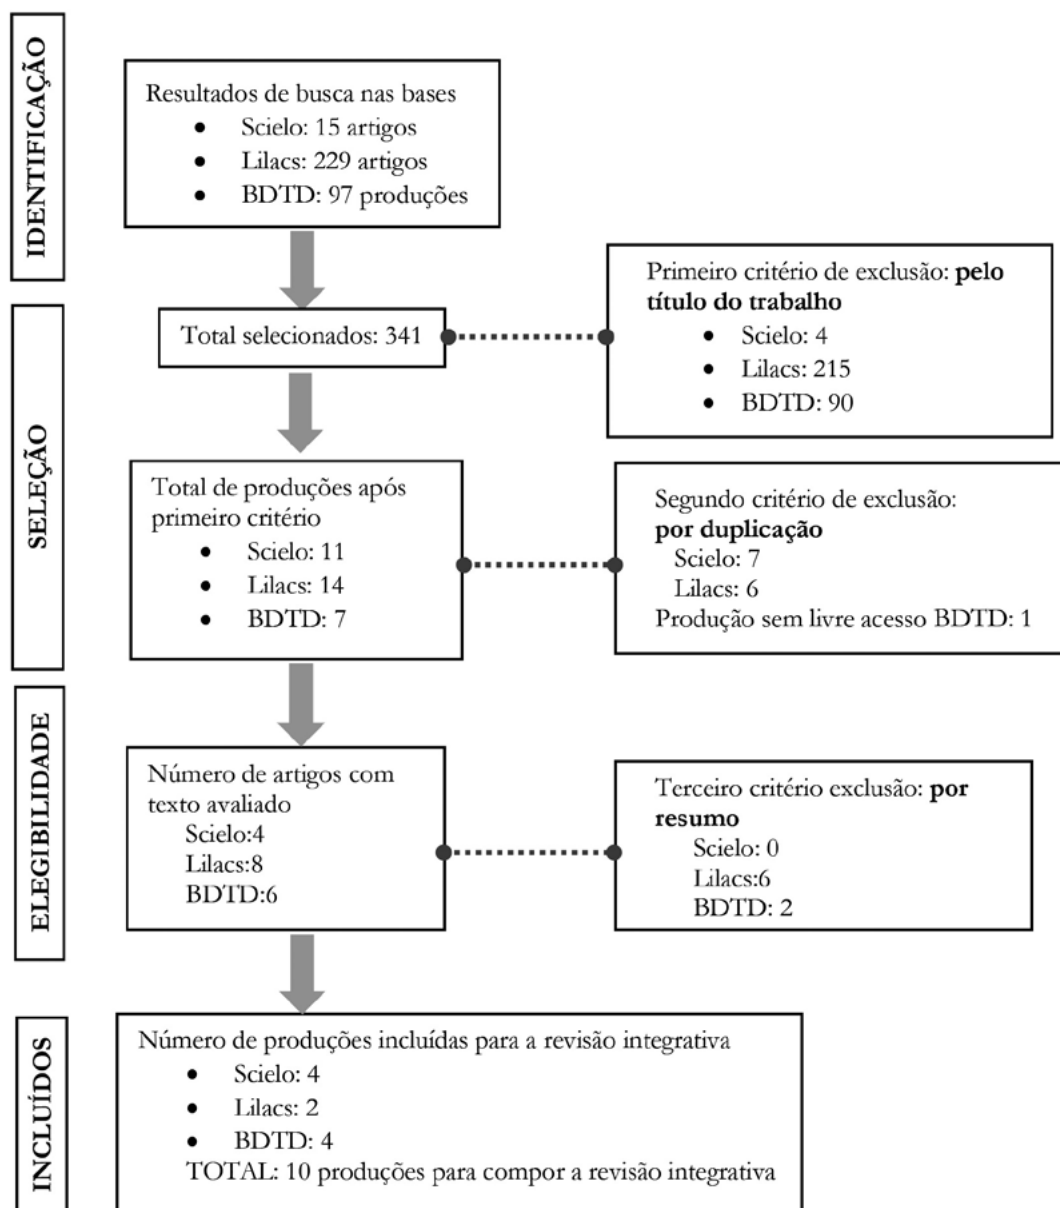 IDENTIFICAÇÃO
Resultados de busca nas bases
• Scielo: 15 artigos
• Lilacs: 229 artigos
• BDTD: 97 produções
SELEÇÃO
Total selecionados: 341
Primeiro critério de exclusão: pelo
título do trabalho
• Scielo: 4
• Lilacs: 215
• BDTD: 90
Total de produções após
primeiro critério
• Scielo: 11
• Lilacs: 14
• BDTD: 7
Segundo critério de exclusão:
por duplicação
Scielo: 7
Lilacs: 6
Produção sem livre acesso BDTD: 1
ELEGIBILIDADE
Número de artigos com
texto avaliado
Scielo:4
Lilacs:8
BDTD:6
Terceiro critério exclusão: por
resumo
Scielo: 0
Lilacs:6
BDTD: 2
INCLUÍDOS
Número de produções incluídas para a revisão integrativa
• Scielo: 4
• Lilacs: 2
• BDTD: 4
TOTAL: 10 produções para compor a revisão integrativa